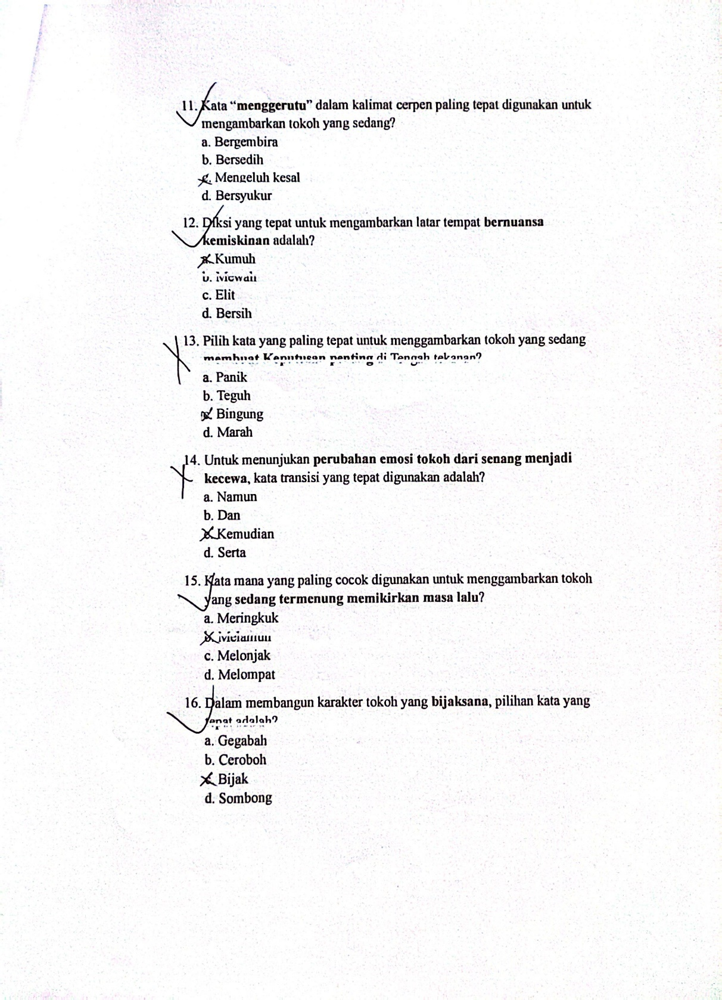 11. Kata “menggerutu” dalam kalimat cerpen paling tepat digunakan untuk
mengambarkan tokoh yang sedang?
a. Bergembira
b. Bersedih
c. Mengeluh kesal
d. Bersyukur
12. Diksi yang tepat untuk mengambarkan latar tempat bernuansa
kemiskinan adalah?
a. Kumuh
b. Mewah
c. Elit
d. Bersih
13. Pilih kata yang paling tepat untuk menggambarkan tokoh yang sedang
membuat Keputusan penting di Tengah tekanan?
a. Panik
b. Teguh
c. Bingung
d. Marah
14. Untuk menunjukan perubahan emosi tokoh dari senang menjadi
kecewa, kata transisi yang tepat digunakan adalah?
a. Namun
b. Dan
c. Kemudian
d. Serta
15. Kata mana yang paling cocok digunakan untuk menggambarkan tokoh
yang sedang termenung memikirkan masa lalu?
a. Meringkuk
b. Melamun
c. Melonjak
d. Melompat
16. Dalam membangun karakter tokoh yang bijaksana, pilihan kata yang
tepat adalah?
a. Gegabah
b. Ceroboh
c. Bijak
d. Sombong